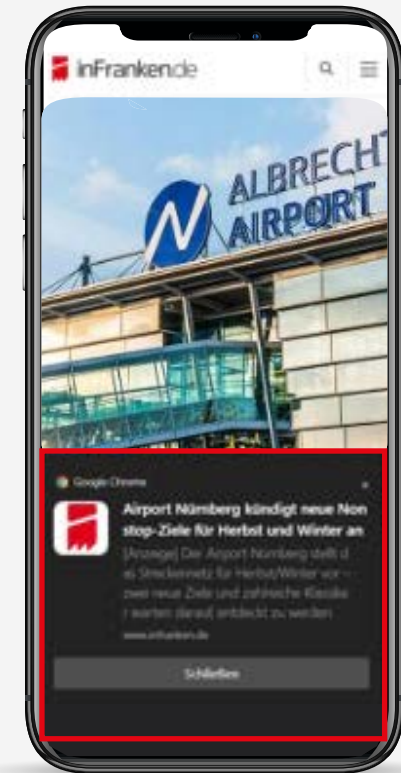 inFranken.de
ALBRECHT
AIRPORT
Google Chrome
Airport Nürnberg kündigt neue Non
stop-Ziele für Herbst und Winter an
[Anzeige] Der Airport Nürnberg stellt d
as Streckennetz für Herbst/Winter vor –
zwei neue Ziele und zahlreiche Klassike
r warten darauf, entdeckt zu werden.
www.infranken.de
Schließen